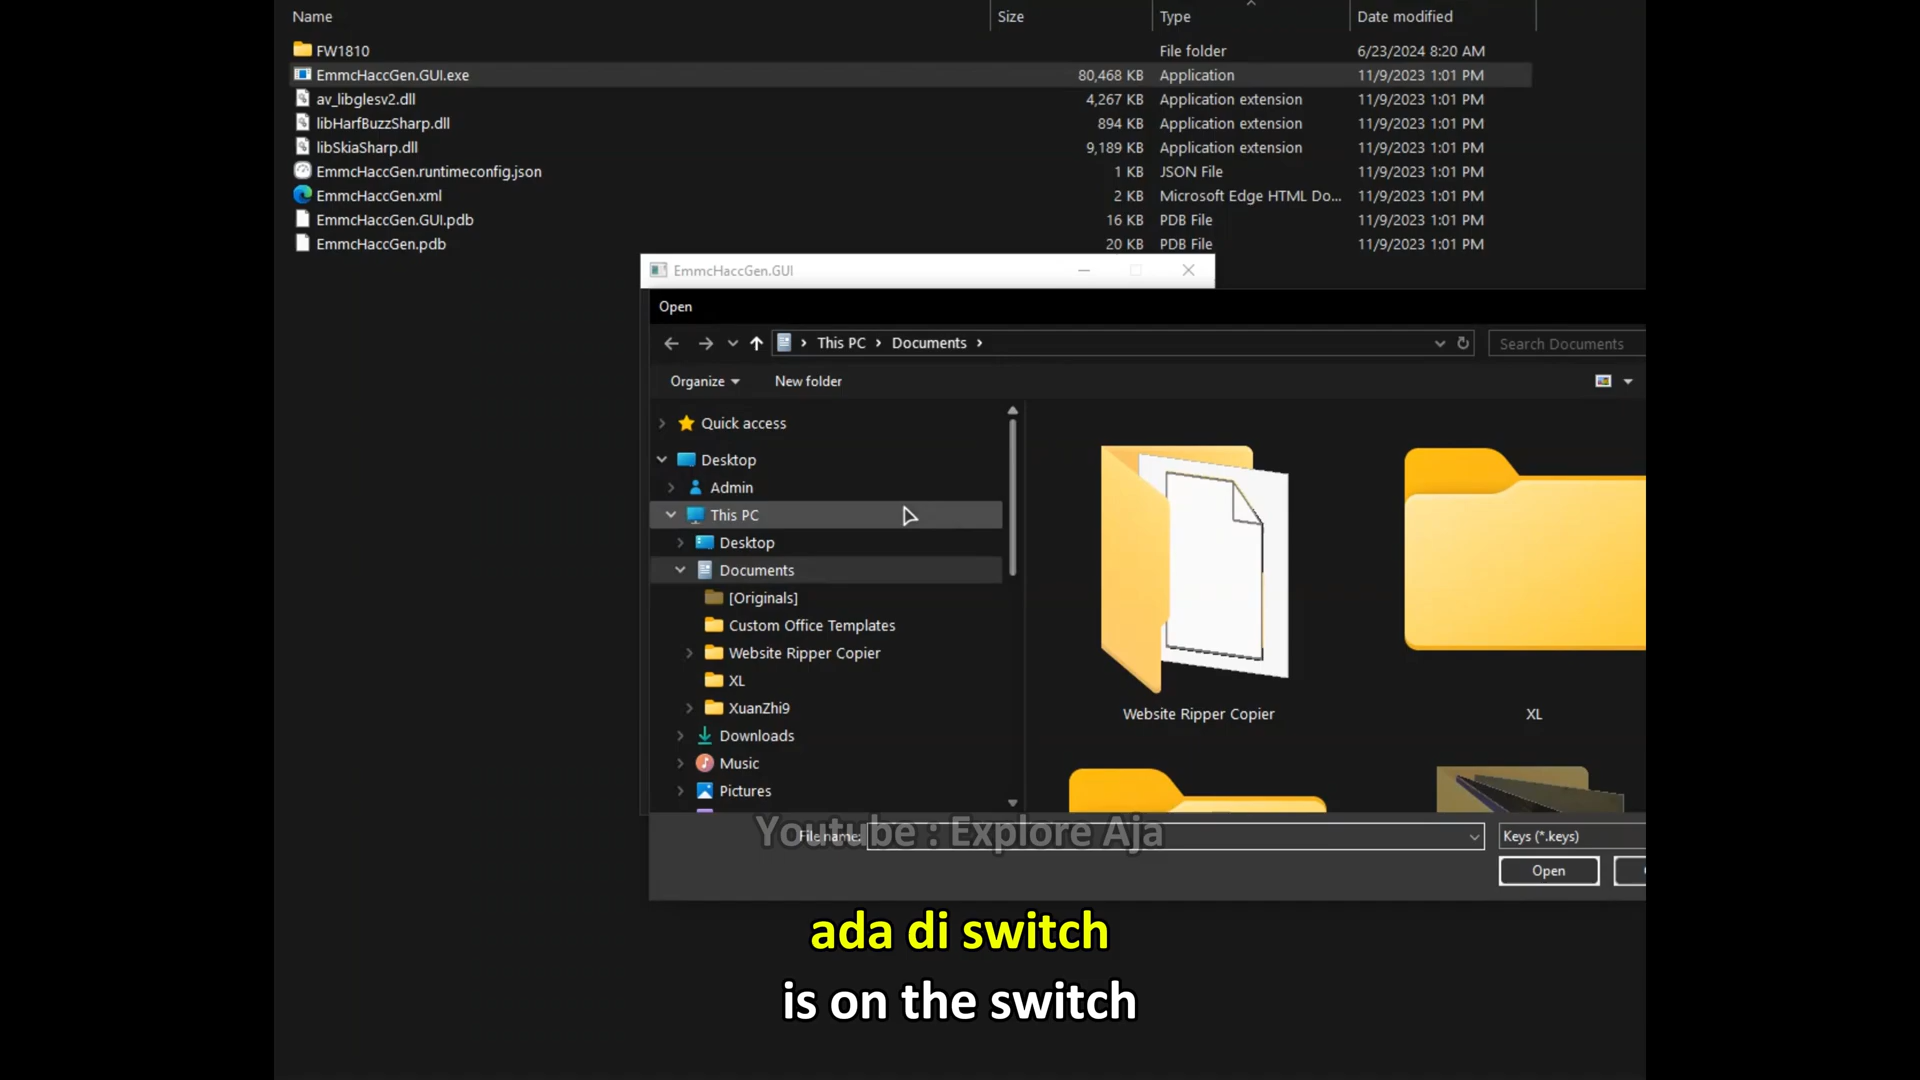 Name Size Type Date modified
FW1810 File folder 6/23/2024 8:20 AM
EmmcHaccGen.GUI.exe 80,468 KB Application 11/9/2023 1:01 PM
av_libglesv2.dll 4,267 KB Application extension 11/9/2023 1:01 PM
libHarfBuzzSharp.dll 894 KB Application extension 11/9/2023 1:01 PM
libSkiaSharp.dll 9,189 KB Application extension 11/9/2023 1:01 PM
EmmcHaccGen.runtimeconfig.json 1 KB JSON File 11/9/2023 1:01 PM
EmmcHaccGen.xml 2 KB Microsoft Edge HTML Do... 11/9/2023 1:01 PM
EmmcHaccGen.GUI.pdb 16 KB PDB File 11/9/2023 1:01 PM
EmmcHaccGen.pdb 20 KB PDB File 11/9/2023 1:01 PM
EmmcHaccGen.GUI
Open
This PC > Documents >
Search Documents
Organize New folder
Quick access
Desktop
Admin
This PC
Desktop
Documents
[Originals]
Custom Office Templates
Website Ripper Copier
XL
XuanZhi9
Downloads
Music
Pictures
Website Ripper Copier XL
File name: Keys (*.keys)
Youtube : Explore Aja
Open
ada di switch
is on the switch